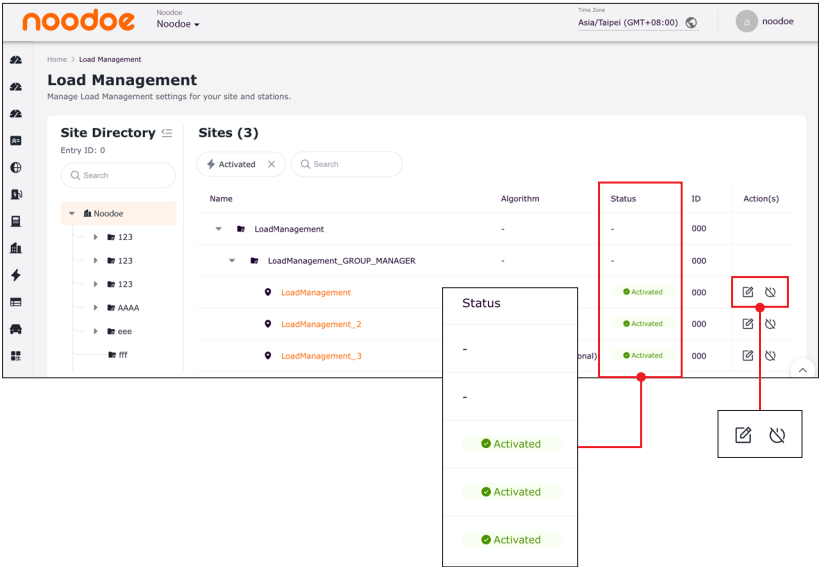 noodoe
Noodoe
Noodoe
Time Zone
Asia/Taipei (GMT+08:00)
a
noodoe
Home > Load Management
Load Management
Manage Load Management settings for your site and stations.
Site Directory
Entry ID: 0
Search
Noodoe
123
123
123
AAAA
eee
fff
Sites (3)
Activated
Search
Name Algorithm Status ID Action(s)
LoadManagement - - 000
LoadManagement_GROUP_MANAGER - - 000
LoadManagement Activated 000
LoadManagement_2 Activated 000
LoadManagement_3 onal) Activated 000
Status
-
-
Activated
Activated
Activated